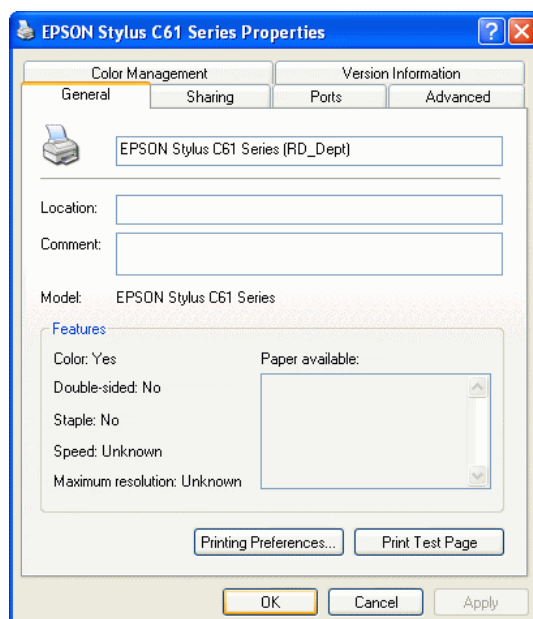 EPSON Stylus C61 Series Properties
Color Management Version Information
General Sharing Ports Advanced
EPSON Stylus C61 Series (RD_Dept)
Location:
Comment:
Model: EPSON Stylus C61 Series
Features
Color: Yes Paper available:
Double-sided: No
Staple: No
Speed: Unknown
Maximum resolution: Unknown
Printing Preferences... Print Test Page
OK Cancel Apply